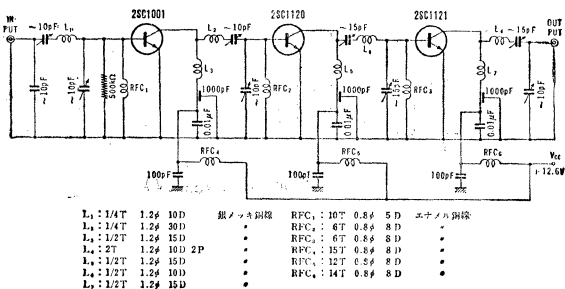 2SC1001 2SC1120 2SC1121
IN-PUT ~10pF L₁ L₂ ~10pF ~15pF L₄ ~15pF OUT PUT
~10pF ~10pF 500kΩ RFC₁ L₃ ~10pF RFC₂ L₅ ~10pF RFC₃ L₇ ~10pF
1000pF 1000pF 1000pF
0.01μF 0.01μF 0.01μF
RFC₄ RFC₅ RFC₆ Vcc
100pF 100pF 100pF 12.6V
L₁ : 1/4T 1.2φ 10D 銀メッキ銅線 RFC₁ : 10T 0.8φ 5D エナメル銅線
L₂ : 1/4T 1.2φ 30D 〃 RFC₂ : 6T 0.8φ 8D 〃
L₃ : 1/2T 1.2φ 15D 〃 RFC₃ : 6T 0.8φ 8D 〃
L₄ : 2T 1.2φ 10D 2P 〃 RFC₄ : 15T 0.8φ 8D 〃
L₅ : 1/2T 1.2φ 15D 〃 RFC₅ : 12T 0.8φ 8D 〃
L₆ : 1/2T 1.2φ 10D 〃 RFC₆ : 14T 0.8φ 8D 〃
L₇ : 1/2T 1.2φ 15D 〃